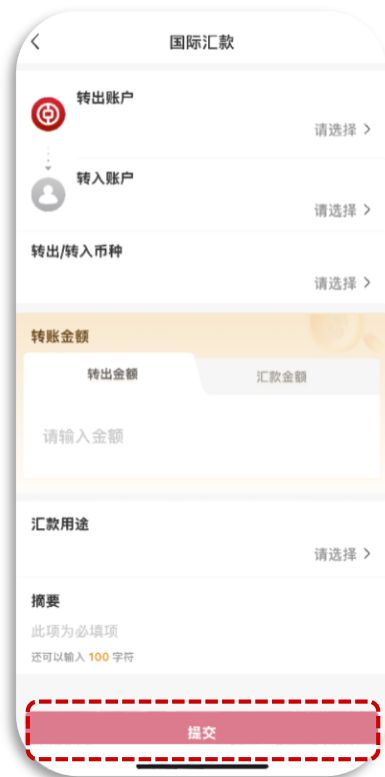 国际汇款
转出账户
请选择
转入账户
请选择
转出/转入币种
请选择
转账金额
转出金额 汇款金额
请输入金额
汇款用途
请选择
摘要
此项为必填项
还可以输入 100 字符
提交